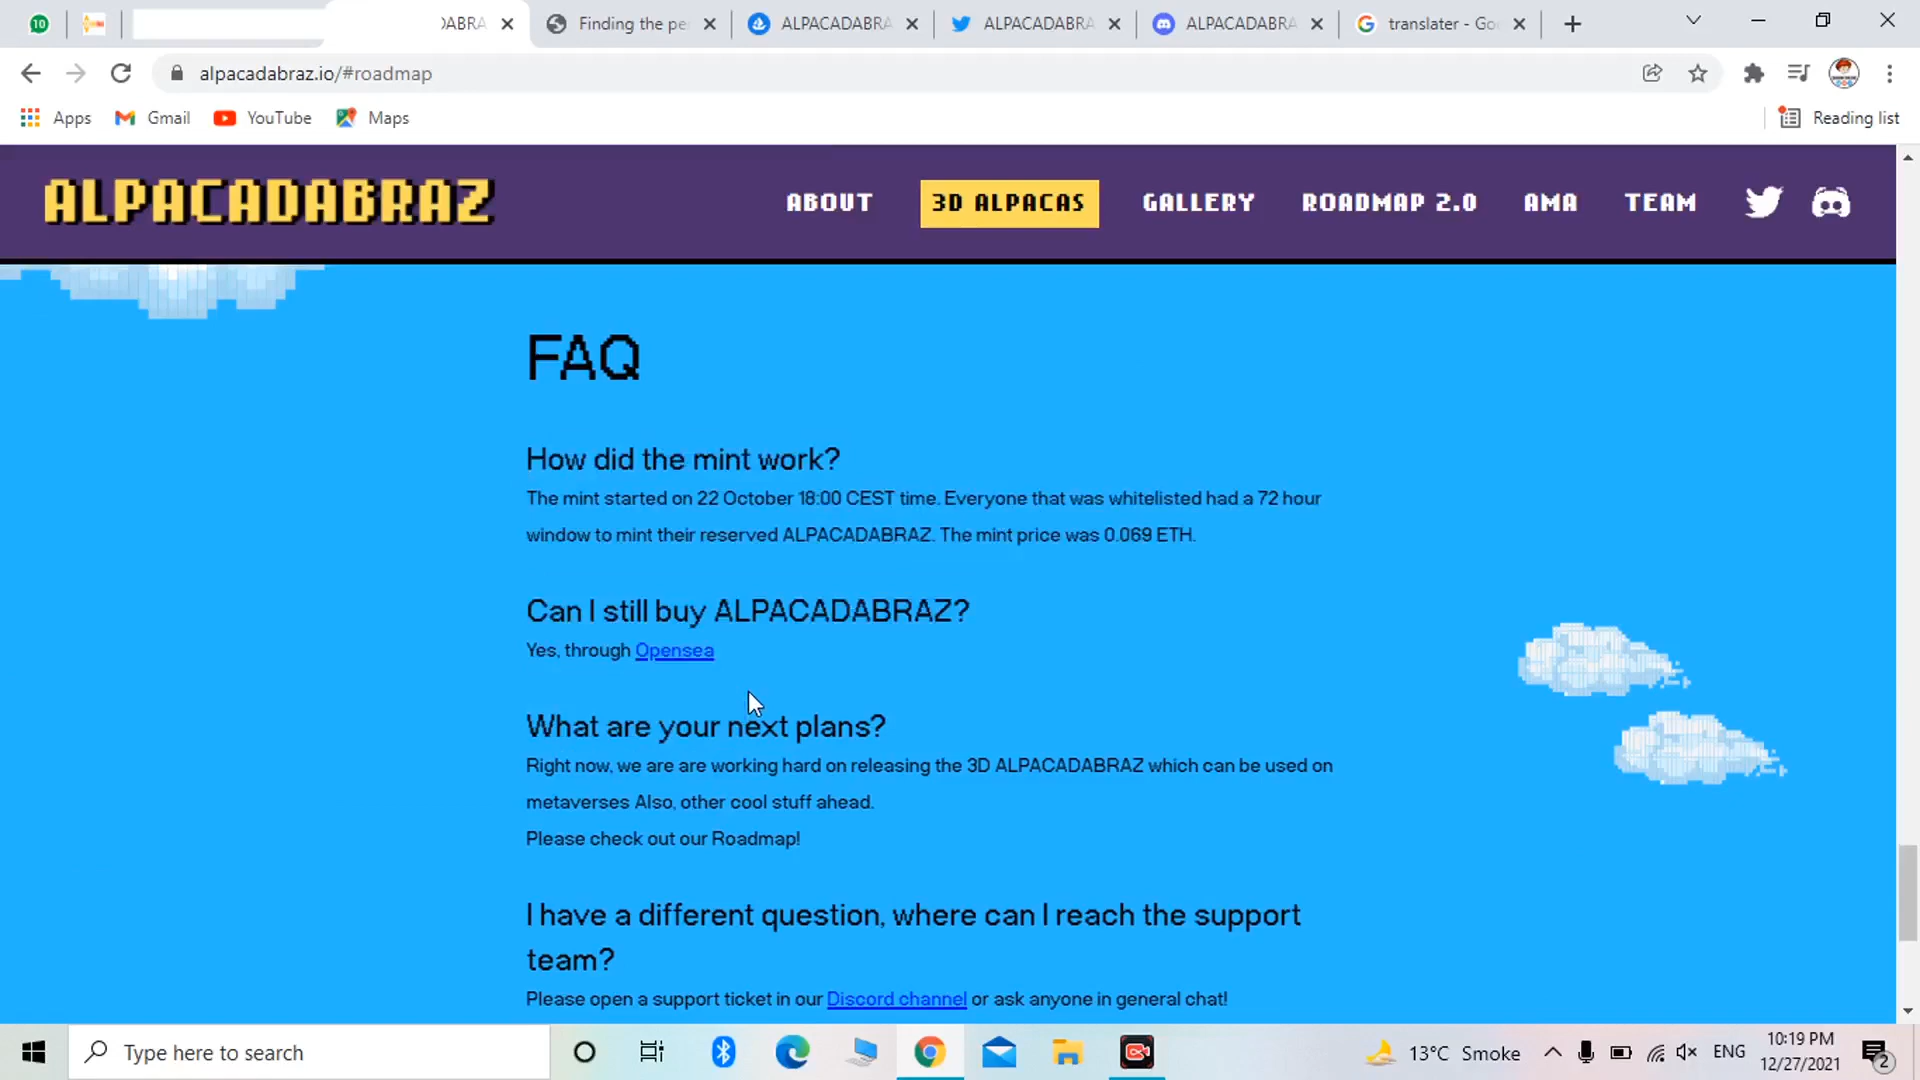 10
DABRA
Finding the pe
ALPACADABRA
ALPACADABRA
ALPACADABRA
translater - Go
alpacadabraz.io/#roadmap
Apps
Gmail
YouTube
Maps
Reading list
ALPACADABRAZ
ABOUT
3D ALPACAS
GALLERY
ROADMAP 2.0
AMA
TEAM
FAQ
How did the mint work?
The mint started on 22 October 18:00 CEST time. Everyone that was whitelisted had a 72 hour
window to mint their reserved ALPACADABRAZ. The mint price was 0.069 ETH.
Can I still buy ALPACADABRAZ?
Yes, through Opensea
What are your next plans?
Right now, we are are working hard on releasing the 3D ALPACADABRAZ which can be used on
metaverses Also, other cool stuff ahead.
Please check out our Roadmap!
I have a different question, where can I reach the support
team?
Please open a support ticket in our Discord channel or ask anyone in general chat!
Type here to search
13°C Smoke
ENG
10:19 PM
12/27/2021
2